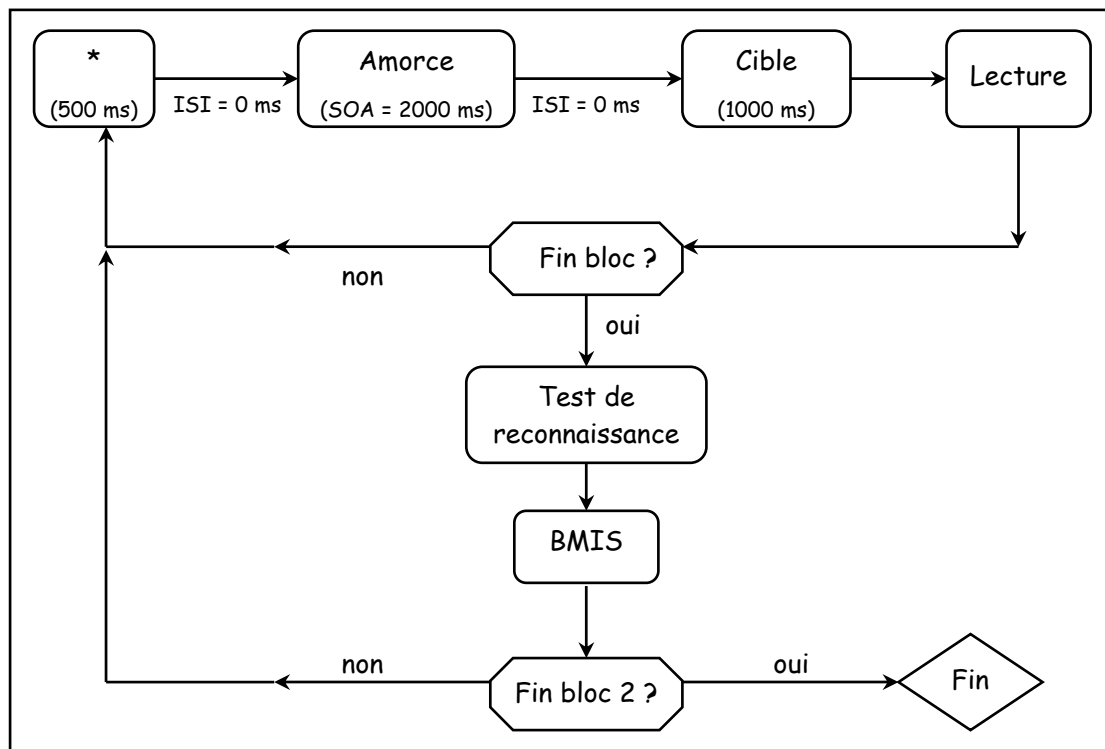 *
(500 ms)
ISI = 0 ms
Amorce
(SOA = 2000 ms)
ISI = 0 ms
Cible
(1000 ms)
Lecture
Fin bloc ?
non
oui
Test de
reconnaissance
BMIS
Fin bloc 2 ?
non
oui
Fin